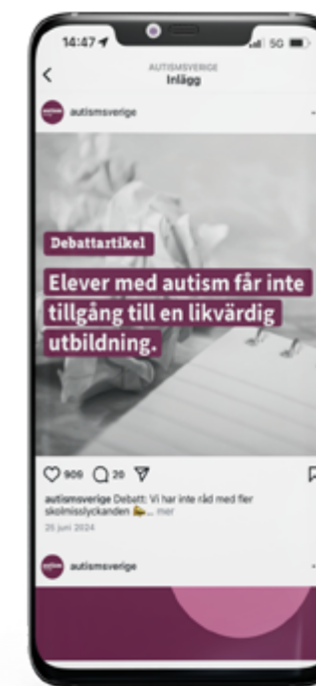 14:47
5G
AUTISMSVERIGE
Inlägg
autismsverige
Debattartikel
Elever med autism får inte
tillgång till en likvärdig
utbildning.
909 20
autismsverige Debatt: Vi har inte råd med fler
skolmisslyckanden ... mer
25 juni 2024
autismsverige